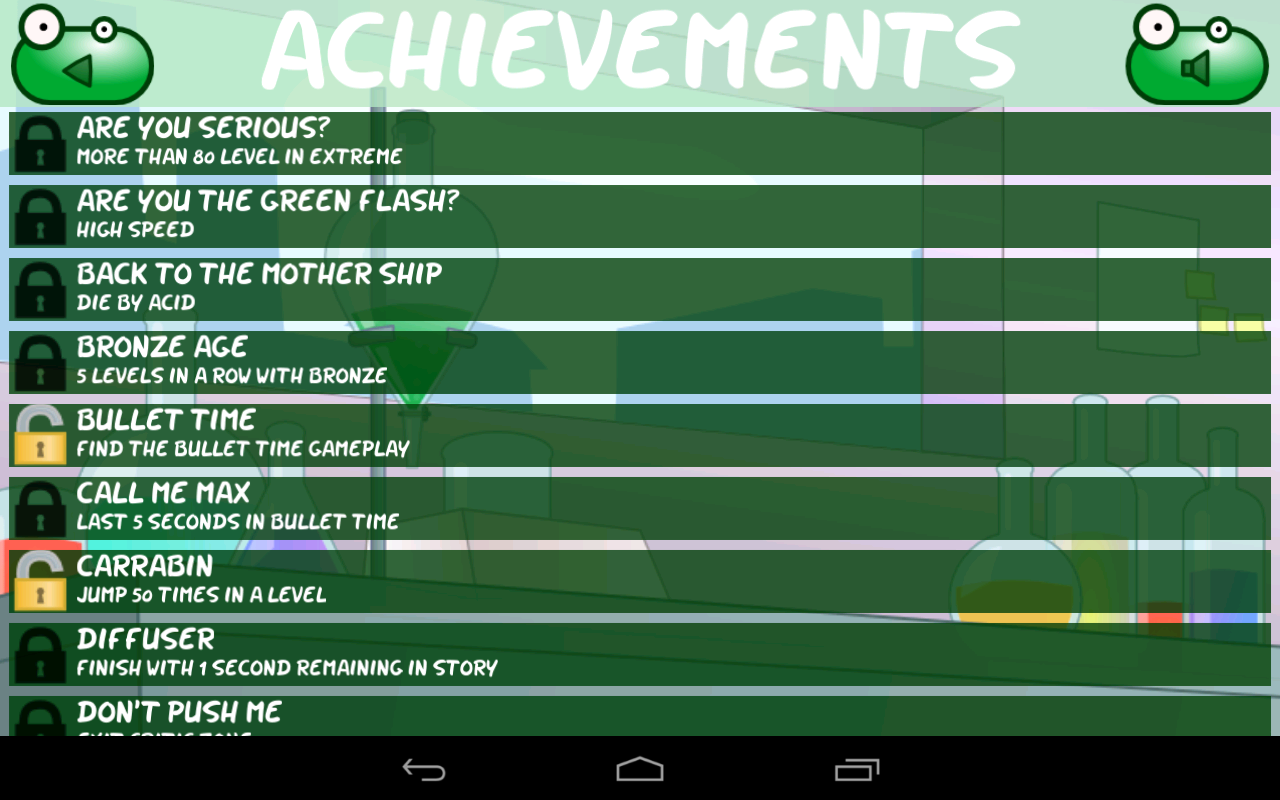 ACHIEVEMENTS
ARE YOU SERIOUS?
MORE THAN 80 LEVEL IN EXTREME
ARE YOU THE GREEN FLASH?
HIGH SPEED
BACK TO THE MOTHER SHIP
DIE BY ACID
BRONZE AGE
5 LEVELS IN A ROW WITH BRONZE
BULLET TIME
FIND THE BULLET TIME GAMEPLAY
CALL ME MAX
LAST 5 SECONDS IN BULLET TIME
CARRABIN
JUMP 50 TIMES IN A LEVEL
DIFFUSER
FINISH WITH 1 SECOND REMAINING IN STORY
DON'T PUSH ME